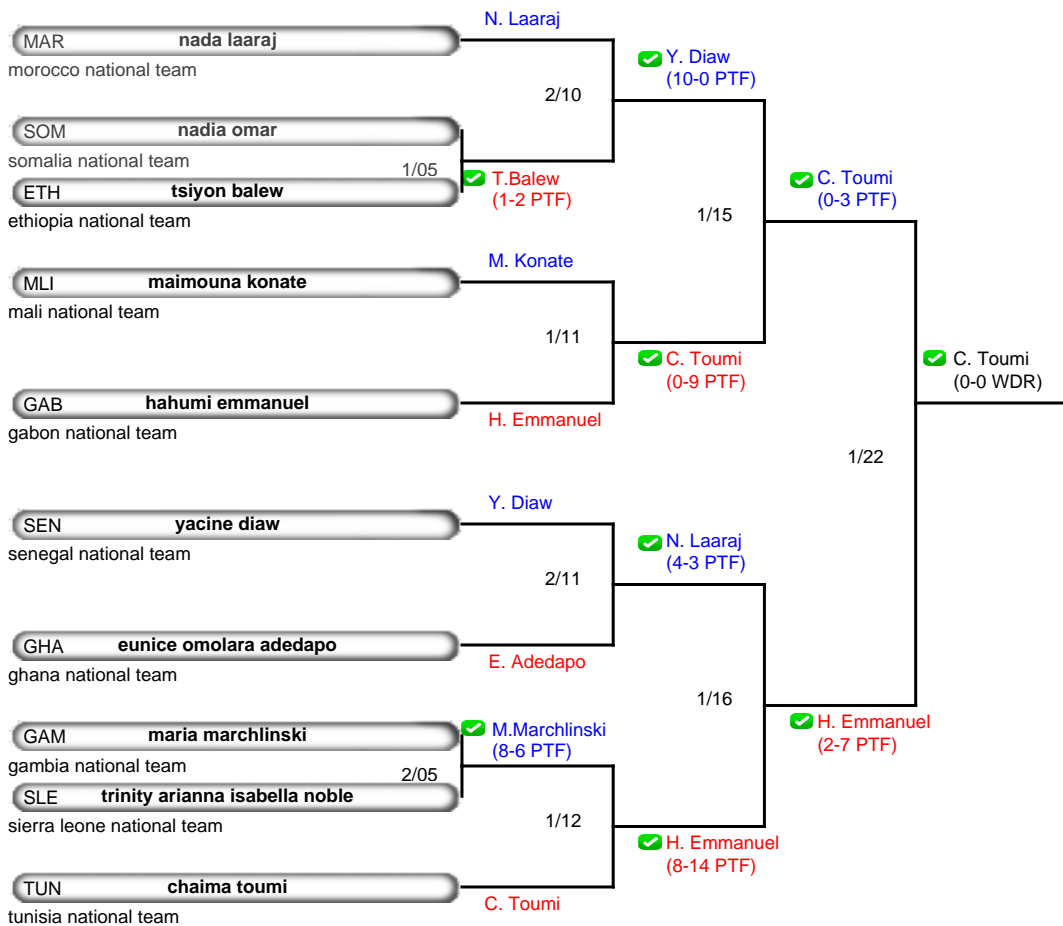 N. Laaraj
MAR nada laaraj
morocco national team
Y. Diaw
(10-0 PTF)
2/10
SOM nadia omar
somalia national team
1/05
T.Balew
(1-2 PTF)
ETH tsiyon balew
ethiopia national team
C. Toumi
(0-3 PTF)
1/15
M. Konate
MLI maimouna konate
mali national team
1/11
C. Toumi
(0-9 PTF)
C. Toumi
(0-0 WDR)
GAB hahumi emmanuel
gabon national team
H. Emmanuel
1/22
Y. Diaw
SEN yacine diaw
senegal national team
N. Laaraj
(4-3 PTF)
2/11
GHA eunice omolara adedapo
ghana national team
E. Adedapo
1/16
H. Emmanuel
(2-7 PTF)
GAM maria marchlinski
gambia national team
M.Marchlinski
(8-6 PTF)
2/05
SLE trinity arianna isabella noble
sierra leone national team
1/12
H. Emmanuel
(8-14 PTF)
TUN chaima toumi
tunisia national team
C. Toumi